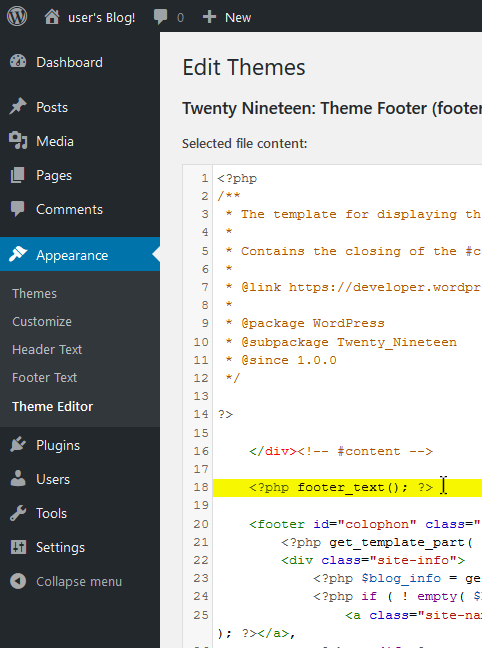 user's Blog! 0 + New
Dashboard
Posts
Media
Pages
Comments
Appearance
Themes
Customize
Header Text
Footer Text
Theme Editor
Plugins
Users
Tools
Settings
Collapse menu
Edit Themes
Twenty Nineteen: Theme Footer (footer
Selected file content:
1 <?php
2 /**
3  * The template for displaying th
4  *
5  * Contains the closing of the #c
6  *
7  * @link https://developer.wordpr
8  *
9  * @package WordPress
10  * @subpackage Twenty_Nineteen
11  * @since 1.0.0
12  */
13
14 ?>
15
16     </div><!-- #content -->
17
18     <?php footer_text(); ?>
19
20     <footer id="colophon" class="
21         <?php get_template_part(
22         <div class="site-info">
23             <?php $blog_info = ge
24             <?php if ( ! empty( $
25                 <a class="site-na
); ?></a>,